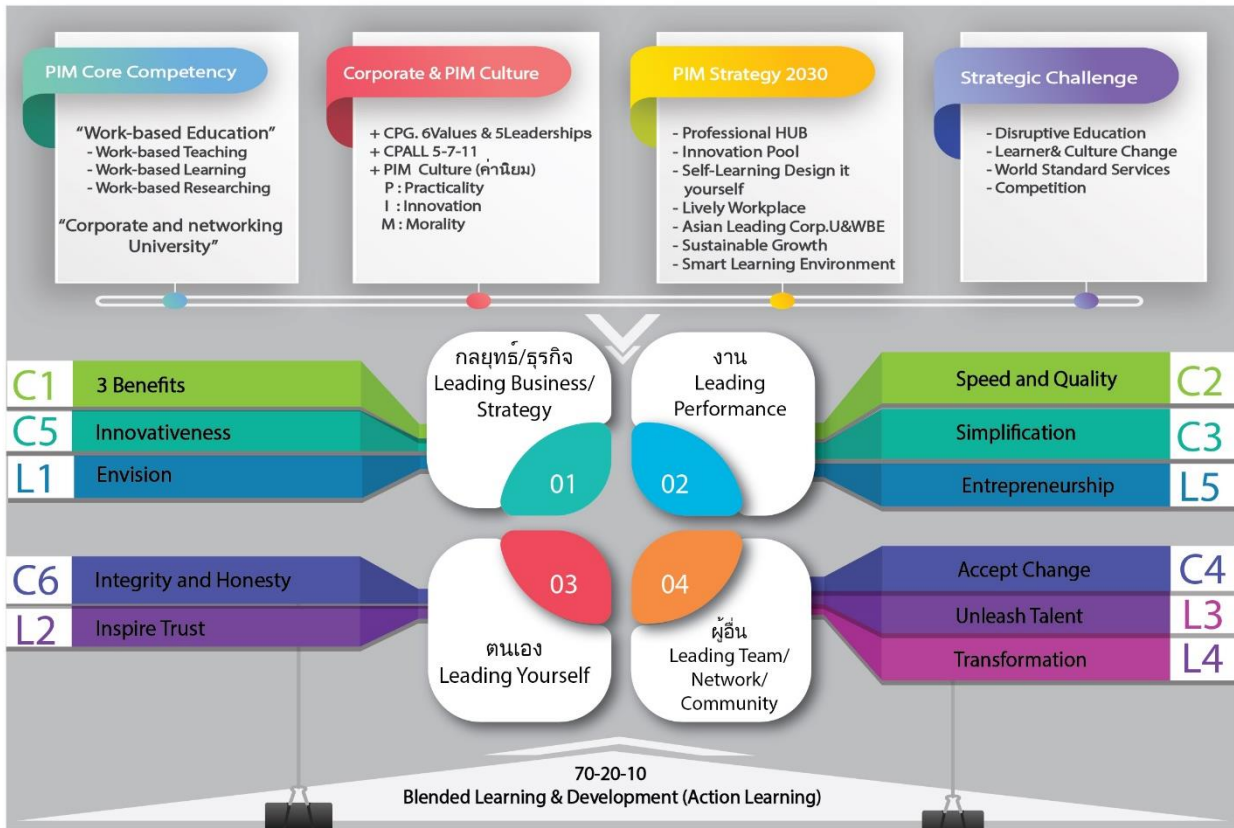 PIM Core Competency
"Work-based Education"
- Work-based Teaching
- Work-based Learning
- Work-based Researching
"Corporate and networking
University"
Corporate & PIM Culture
+ CPG. 6Values & 5Leaderships
+ CPALL 5-7-11
+ PIM Culture (ค่านิยม)
P : Practicality
I : Innovation
M : Morality
PIM Strategy 2030
- Professional HUB
- Innovation Pool
- Self-Learning Design it
yourself
- Lively Workplace
- Asian Leading Corp.U&WBE
- Sustainable Growth
- Smart Learning Environment
Strategic Challenge
- Disruptive Education
- Learner& Culture Change
- World Standard Services
- Competition
C1 3 Benefits
C5 Innovativeness
L1 Envision
กลยุทธ์/ธุรกิจ
Leading Business/
Strategy
01
งาน
Leading
Performance
02
Speed and Quality C2
Simplification C3
Entrepreneurship L5
C6 Integrity and Honesty
L2 Inspire Trust
03
ตนเอง
Leading Yourself
04
ผู้อื่น
Leading Team/
Network/
Community
Accept Change C4
Unleash Talent L3
Transformation L4
70-20-10
Blended Learning & Development (Action Learning)